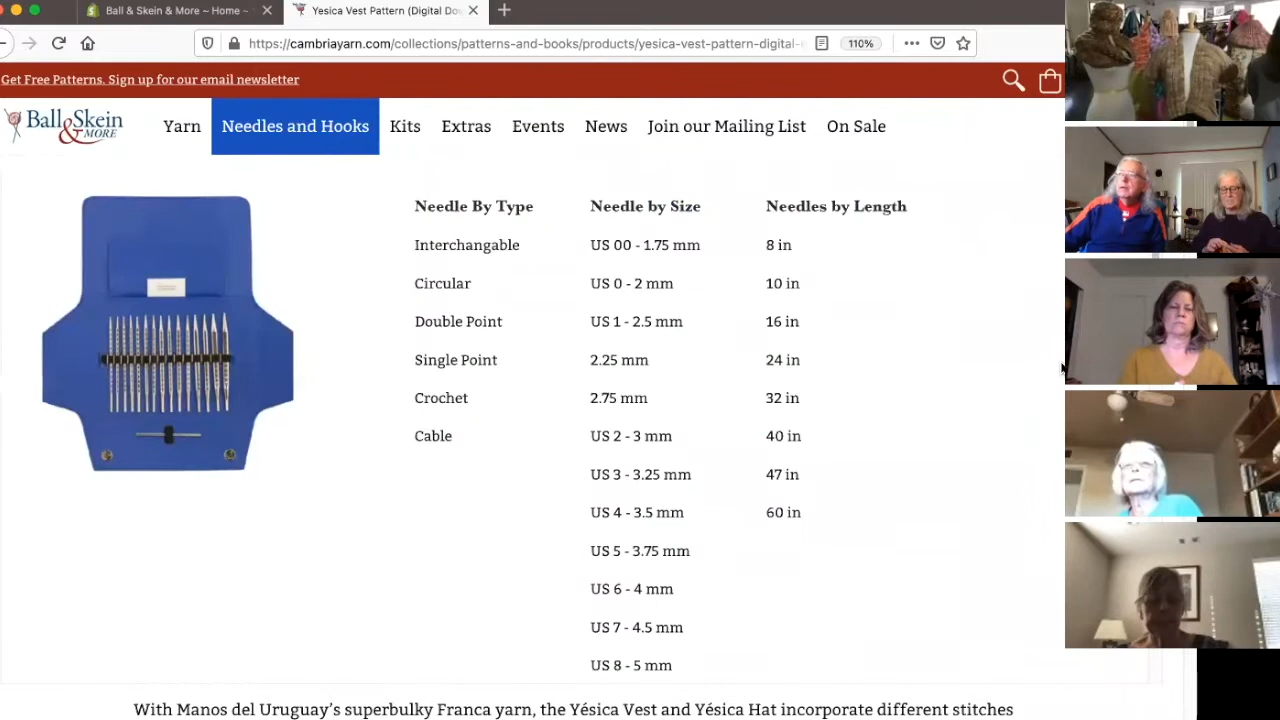 Ball & Skein & More ~ Home ~
Yesica Vest Pattern (Digital Do
https://cambriayarn.com/collections/patterns-and-books/products/yesica-vest-pattern-digital-
110%
Get Free Patterns. Sign up for our email newsletter
Ball & Skein & MORE
Yarn Needles and Hooks Kits Extras Events News Join our Mailing List On Sale
Needle By Type
Interchangable
Circular
Double Point
Single Point
Crochet
Cable
Needle by Size
US 00 - 1.75 mm
US 0 - 2 mm
US 1 - 2.5 mm
2.25 mm
2.75 mm
US 2 - 3 mm
US 3 - 3.25 mm
US 4 - 3.5 mm
US 5 - 3.75 mm
US 6 - 4 mm
US 7 - 4.5 mm
US 8 - 5 mm
Needles by Length
8 in
10 in
16 in
24 in
32 in
40 in
47 in
60 in
With Manos del Uruguay’s superbulky Franca yarn, the Yésica Vest and Yésica Hat incorporate different stitches